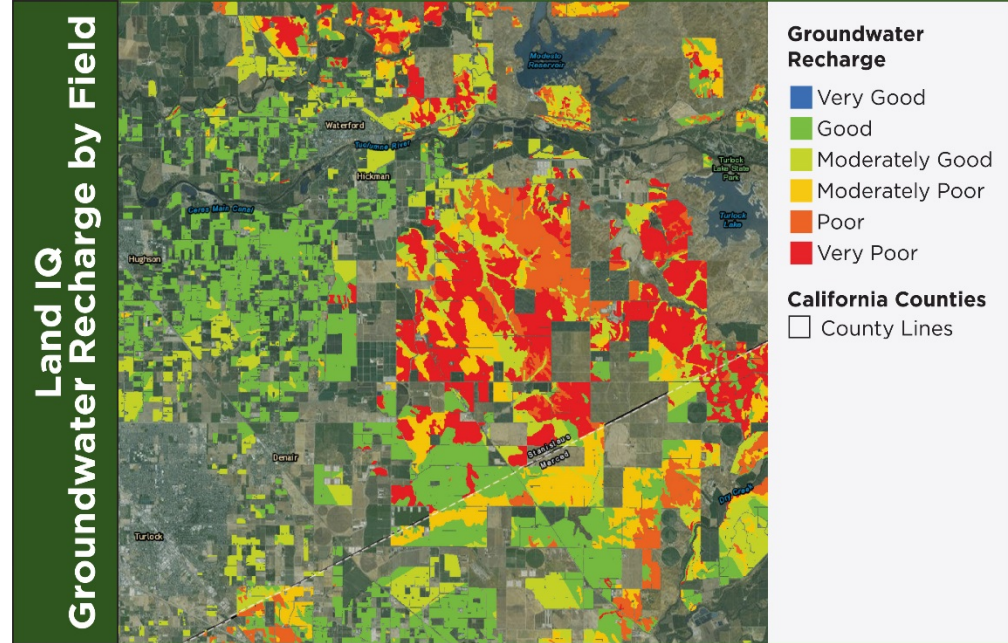 Land IQ
Groundwater Recharge by Field
Modesto
Reservoir
Waterford
Tuolumne River
Hickman
Turlock
Lake State
Park
Ceres Main Canal
Turlock
Lake
Hughson
Stanislaus
Merced
Denair
Dry Creek
Turlock
Groundwater
Recharge
Very Good
Good
Moderately Good
Moderately Poor
Poor
Very Poor
California Counties
County Lines